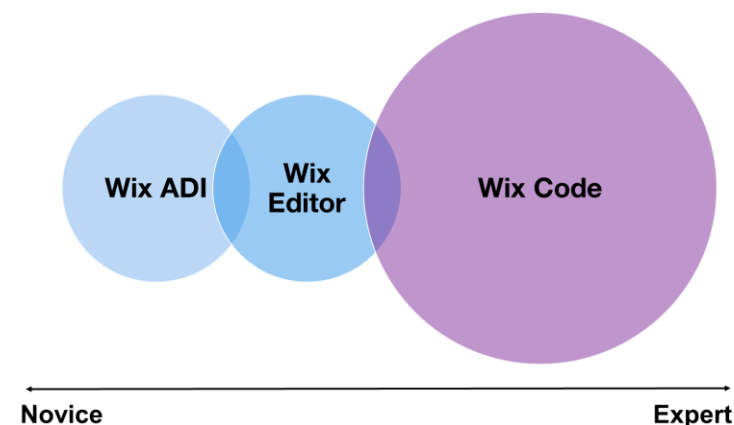 Wix ADI
Wix
Editor
Wix Code
Novice
Expert